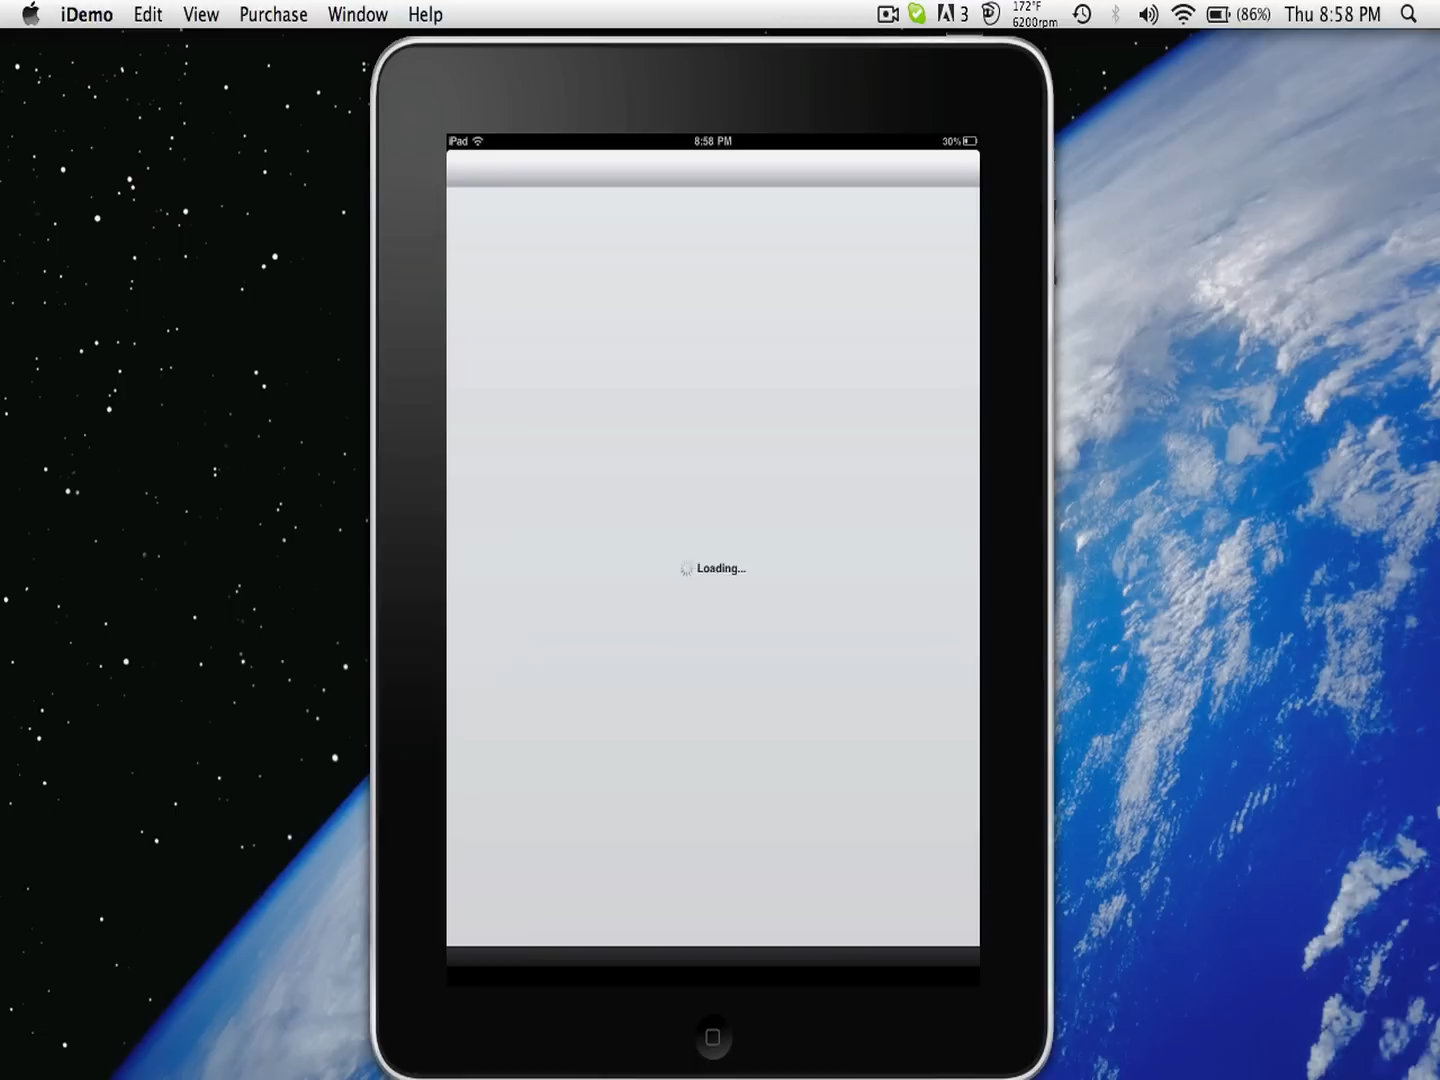 iDemo Edit View Purchase Window Help 3 172°F 6200rpm (86%) Thu 8:58 PM
iPad 8:58 PM 30%
Loading...